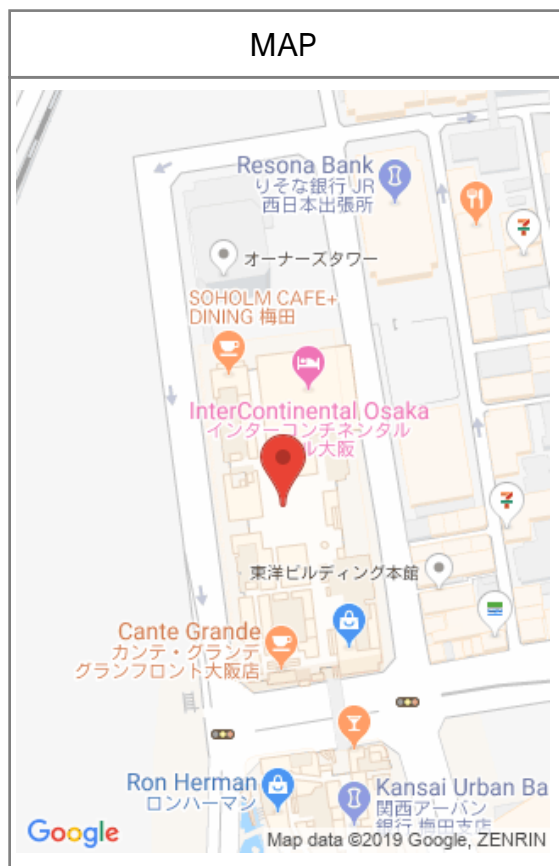 MAP
Resona Bank
りそな銀行 JR
西日本出張所
オーナーズタワー
SOHOLM CAFE+
DINING 梅田
InterContinental Osaka
インターコンチネンタル
ル大阪
東洋ビルディング本館
Cante Grande
カンテ・グランデ
グランフロント大阪店
Ron Herman
ロンハーマン
Kansai Urban Ba
関西アーバン
銀行 梅田支店
Google
Map data ©2019 Google, ZENRIN